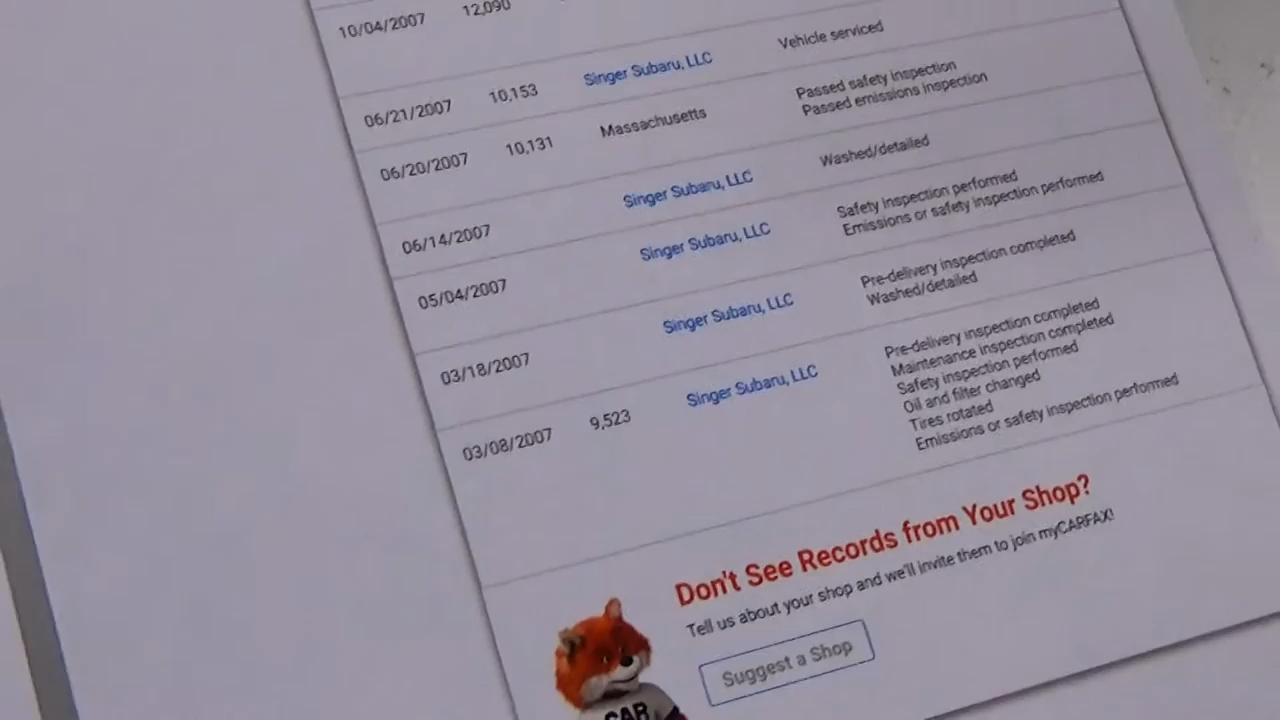 10/04/2007 12,090
06/21/2007 10,153 Singer Subaru, LLC Vehicle serviced
06/20/2007 10,131 Massachusetts Passed safety inspection
Passed emissions inspection
06/14/2007 Singer Subaru, LLC Washed/detailed
05/04/2007 Singer Subaru, LLC Safety inspection performed
Emissions or safety inspection performed
03/18/2007 Singer Subaru, LLC Pre-delivery inspection completed
Washed/detailed
03/08/2007 9,523 Singer Subaru, LLC Pre-delivery inspection completed
Maintenance inspection completed
Safety inspection performed
Oil and filter changed
Tires rotated
Emissions or safety inspection performed
Don't See Records from Your Shop?
Tell us about your shop and we'll invite them to join myCARFAX!
Suggest a Shop
CAR